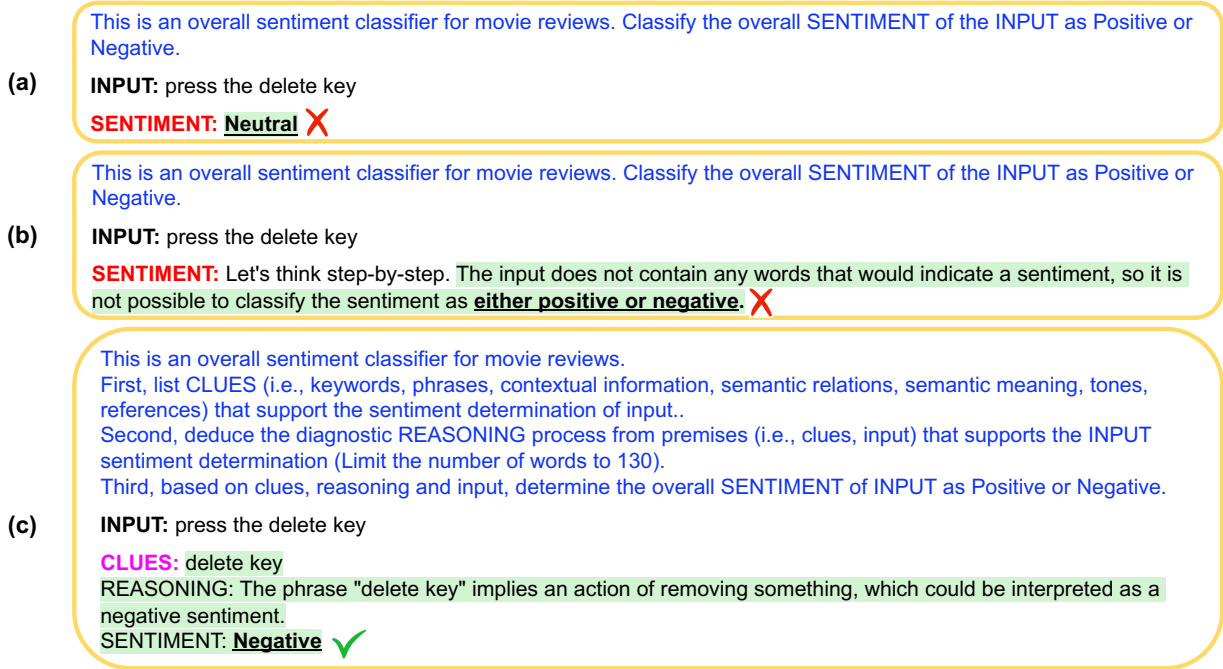 This is an overall sentiment classifier for movie reviews. Classify the overall SENTIMENT of the INPUT as Positive or
Negative.
(a)
INPUT: press the delete key
SENTIMENT: Neutral
This is an overall sentiment classifier for movie reviews. Classify the overall SENTIMENT of the INPUT as Positive or
Negative.
(b)
INPUT: press the delete key
SENTIMENT: Let's think step-by-step. The input does not contain any words that would indicate a sentiment, so it is
not possible to classify the sentiment as either positive or negative.
This is an overall sentiment classifier for movie reviews.
First, list CLUES (i.e., keywords, phrases, contextual information, semantic relations, semantic meaning, tones,
references) that support the sentiment determination of input..
Second, deduce the diagnostic REASONING process from premises (i.e., clues, input) that supports the INPUT
sentiment determination (Limit the number of words to 130).
Third, based on clues, reasoning and input, determine the overall SENTIMENT of INPUT as Positive or Negative.
(c)
INPUT: press the delete key
CLUES: delete key
REASONING: The phrase "delete key" implies an action of removing something, which could be interpreted as a
negative sentiment.
SENTIMENT: Negative